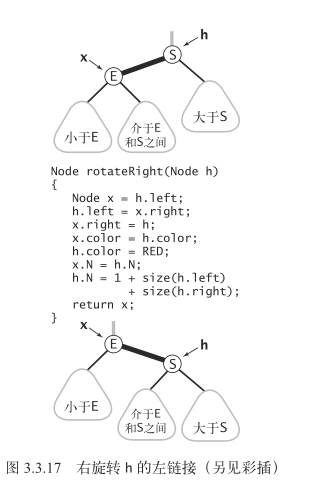 h
x
S
E
小于E
介于E
和S之间
大于S
Node rotateRight(Node h)
{
Node x = h.left;
h.left = x.right;
x.right = h;
x.color = h.color;
h.color = RED;
x.N = h.N;
h.N = 1 + size(h.left)
+ size(h.right);
return x;
}
x
E
h
S
小于E
介于E
和S之间
大于S
图 3.3.17 右旋转 h 的左链接（另见彩插）